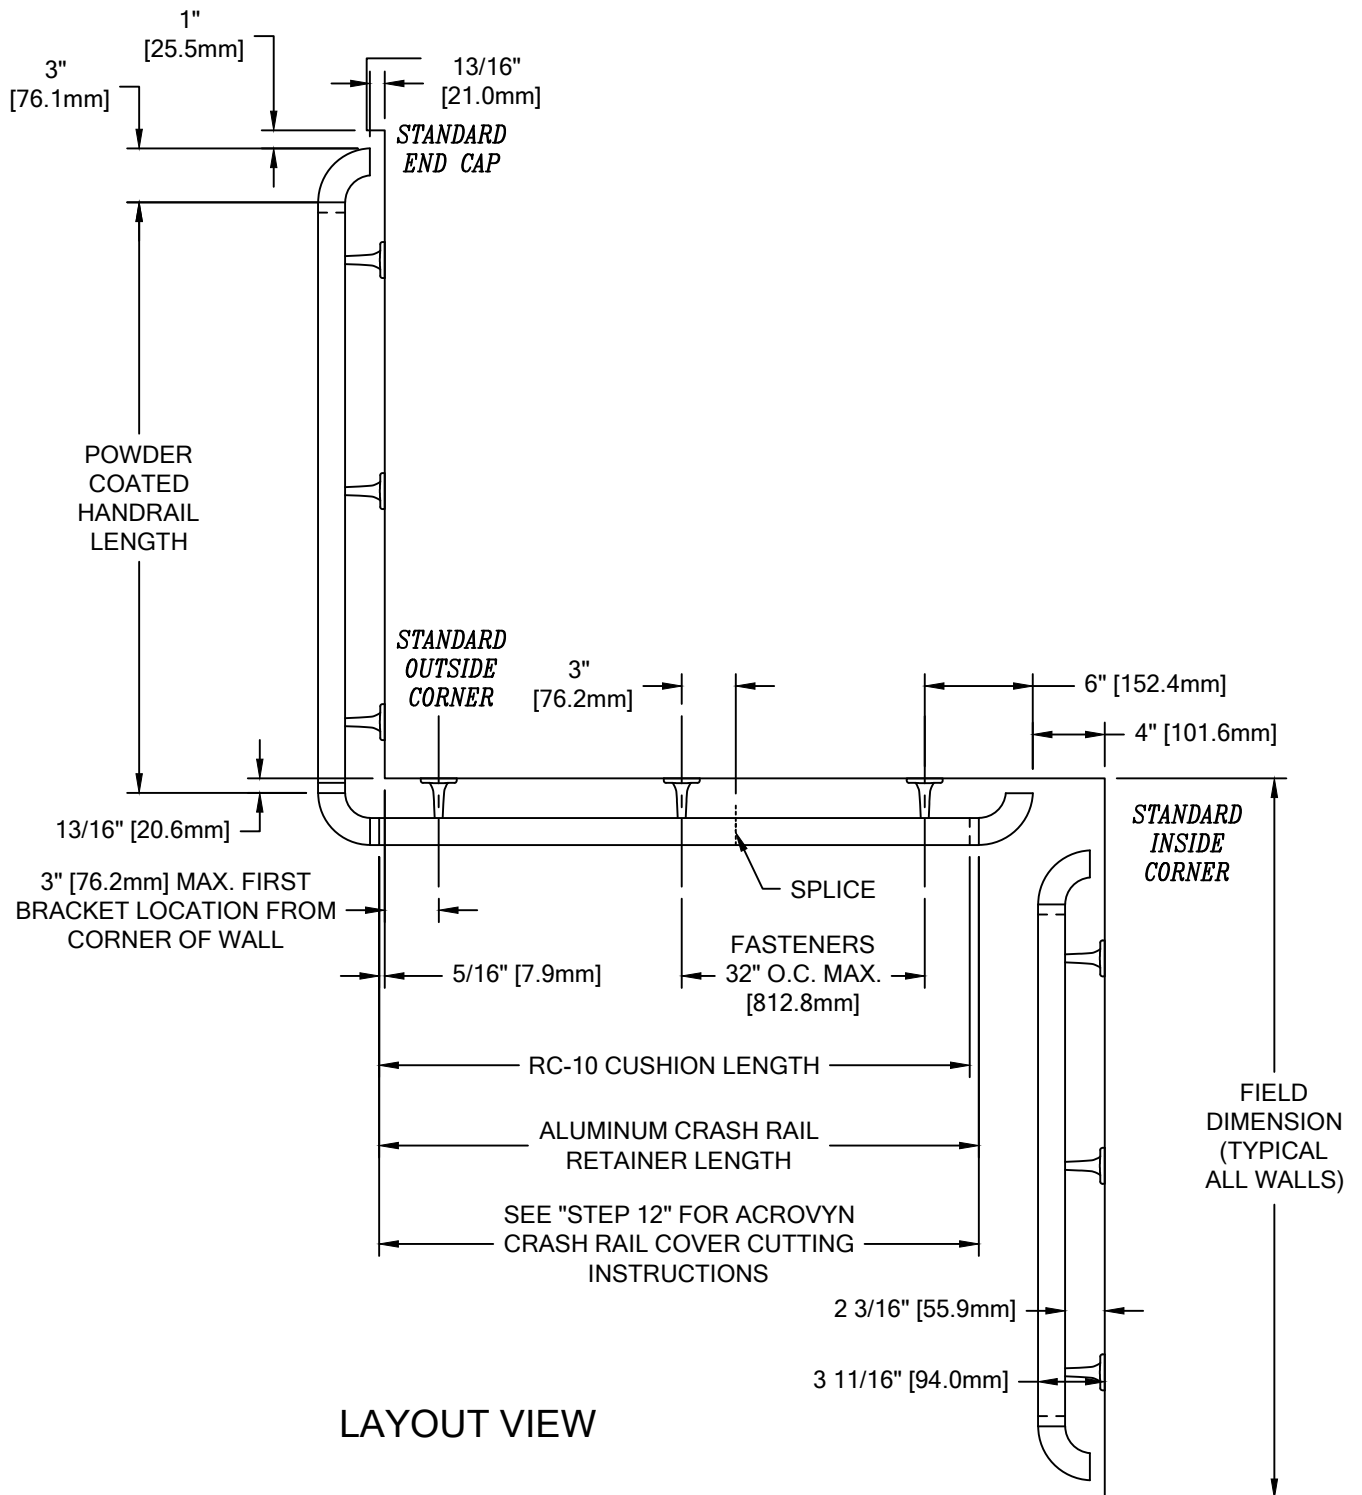 1"
[25.5mm]
3"
[76.1mm]
13/16"
[21.0mm]
STANDARD
END CAP
POWDER
COATED
HANDRAIL
LENGTH
STANDARD
OUTSIDE
CORNER
3"
[76.2mm]
6" [152.4mm]
4" [101.6mm]
13/16" [20.6mm]
STANDARD
INSIDE
CORNER
3" [76.2mm] MAX. FIRST
BRACKET LOCATION FROM
CORNER OF WALL
SPLICE
5/16" [7.9mm]
FASTENERS
32" O.C. MAX.
[812.8mm]
RC-10 CUSHION LENGTH
ALUMINUM CRASH RAIL
RETAINER LENGTH
FIELD
DIMENSION
(TYPICAL
ALL WALLS)
SEE "STEP 12" FOR ACROVYN
CRASH RAIL COVER CUTTING
INSTRUCTIONS
2 3/16" [55.9mm]
3 11/16" [94.0mm]
LAYOUT VIEW